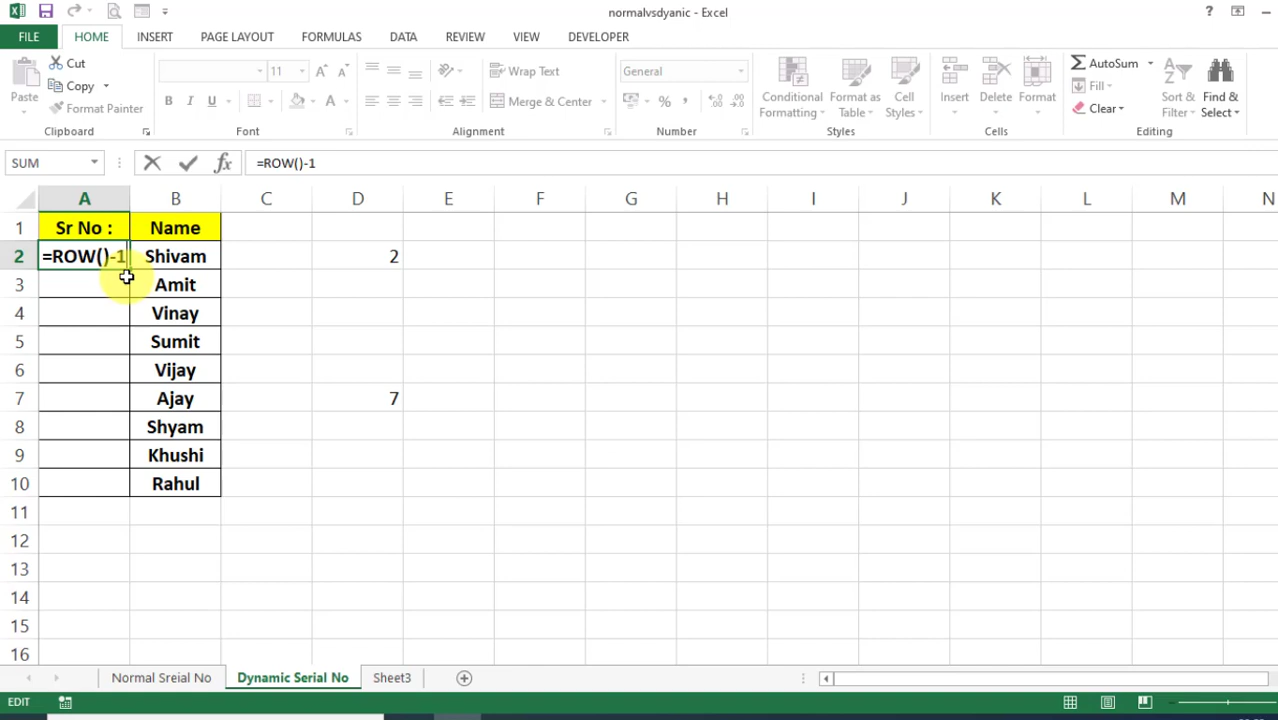 normalvsdyanic - Excel
?
FILE HOME INSERT PAGE LAYOUT FORMULAS DATA REVIEW VIEW DEVELOPER
Paste Cut Copy Format Painter
11 A A B I U A
Wrap Text Merge & Center
General % ,
Conditional Formatting Format as Table Cell Styles
Insert Delete Format
AutoSum Fill Clear Sort & Filter Find & Select
Clipboard Font Alignment Number Styles Cells Editing
SUM fx =ROW()-1
A B C D E F G H I J K L M N
1 Sr No : Name
2 =ROW()-1 Shivam 2
3 Amit
4 Vinay
5 Sumit
6 Vijay
7 Ajay 7
8 Shyam
9 Khushi
10 Rahul
11
12
13
14
15
16
Normal Sreial No Dynamic Serial No Sheet3
EDIT